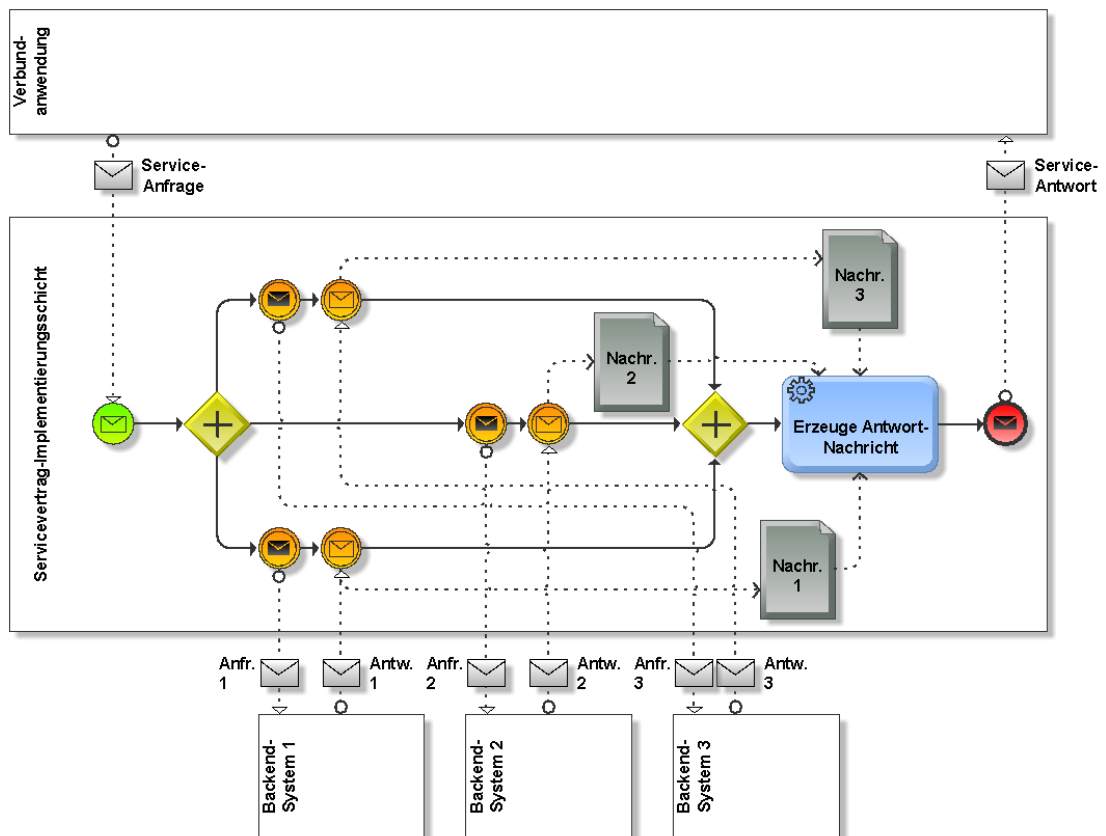 Verbund-
anwendung
Service-
Anfrage
Service-
Antwort
Servicevertrag-Implementierungsschicht
Nachr.
3
Nachr.
2
Erzeuge Antwort-
Nachricht
Nachr.
1
Anfr.
1
Antw.
1
Anfr.
2
Antw.
2
Anfr.
3
Antw.
3
Backend-
System 1
Backend-
System 2
Backend-
System 3